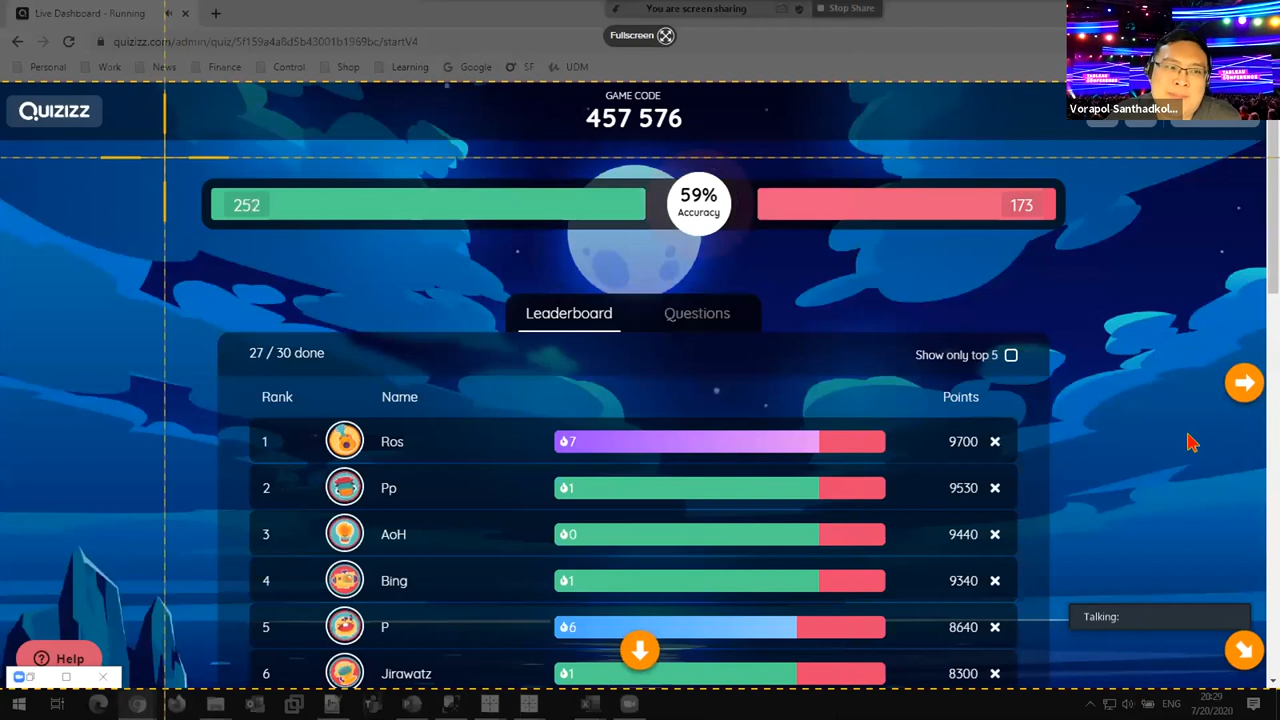 Live Dashboard - Running
You are screen sharing
Stop Share
quizizz.com/admin/quiz/5f159a4a8d5b43001b1969bc/startV4
Fullscreen
Personal Work News Finance Control Shop Learning Google SF UDM
Vorapol Santhadkol...
Quizizz
GAME CODE
457 576
252
59%
Accuracy
173
Leaderboard
Questions
27 / 30 done
Show only top 5
Rank Name Points
1 Ros 7 9700
2 Pp 1 9530
3 AoH 0 9440
4 Bing 1 9340
5 P 6 8640
6 Jirawatz 1 8300
Talking:
Help
ENG
20:29
7/20/2020